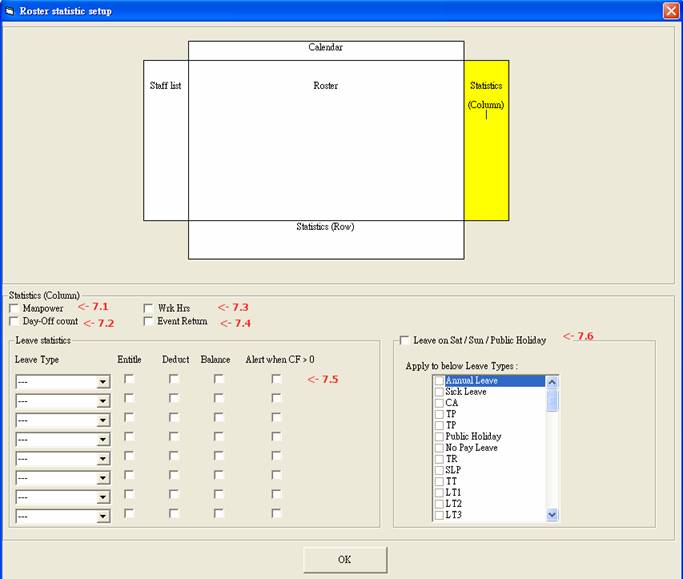 Roster statistic setup
Calendar
Staff list Roster Statistics
(Column)
Statistics (Row)
Statistics (Column)
Manpower <- 7.1 Wrk Hrs <- 7.3
Day-Off count <- 7.2 Event Return <- 7.4
Leave statistics
Leave on Sat / Sun / Public Holiday <- 7.6
Leave Type Entitle Deduct Balance Alert when CF > 0
Apply to below Leave Types :
--- <- 7.5
---
---
---
---
---
---
---
Annual Leave
Sick Leave
CA
TP
TP
Public Holiday
No Pay Leave
TR
SLP
TT
LT1
LT2
LT3
OK